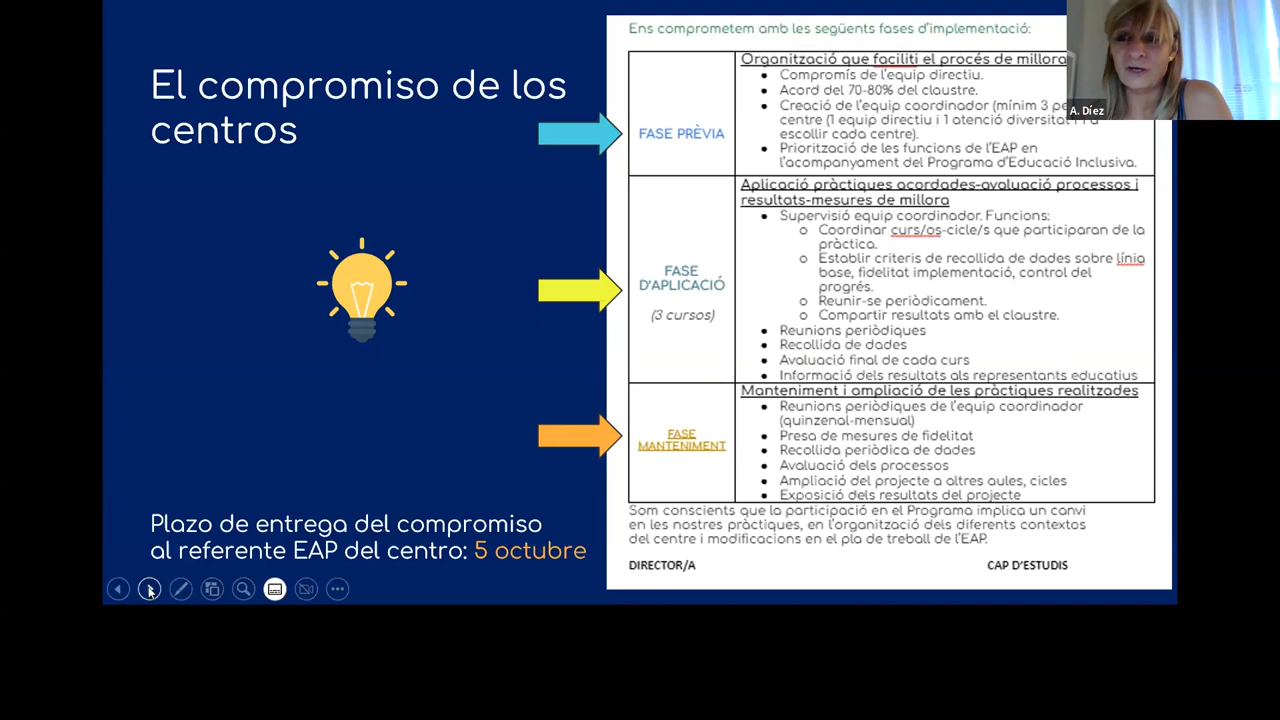 El compromiso de los
centros
Plazo de entrega del compromiso
al referente EAP del centro: 5 octubre
Ens comprometem amb les següents fases d'implementació:
FASE PRÈVIA
Organització que faciliti el procés de millora
Compromís de l'equip directiu.
Acord del 70-80% del claustre.
Creació de l'equip coordinador (mínim 3
centre (1 equip directiu i 1 atenció diversitat i
escollir cada centre).
Priorització de les funcions de l'EAP en
l'acompanyament del Programa d'Educació Inclusiva.
FASE
D'APLICACIÓ
(3 cursos)
Aplicació pràctiques acordades-avaluació processos i
resultats-mesures de millora
Supervisió equip coordinador. Funcions:
Coordinar curs/os-cicle/s que participaran de la
pràctica.
Establir criteris de recollida de dades sobre línia
base, fidelitat implementació, control del
progrés.
Reunir-se periòdicament.
Compartir resultats amb el claustre.
Reunions periòdiques
Recollida de dades
Avaluació final de cada curs
Informació dels resultats als representants educatius
FASE
MANTENIMENT
Manteniment i ampliació de les pràctiques realitzades
Reunions periòdiques de l'equip coordinador
(quinzenal-mensual)
Presa de mesures de fidelitat
Recollida periòdica de dades
Avaluació dels processos
Ampliació del projecte a altres aules, cicles
Exposició dels resultats del projecte
Som conscients que la participació en el Programa implica un canvi
en les nostres pràctiques, en l'organització dels diferents contextos
del centre i modificacions en el pla de treball de l'EAP.
DIRECTOR/A CAP D'ESTUDIS
A. Díez